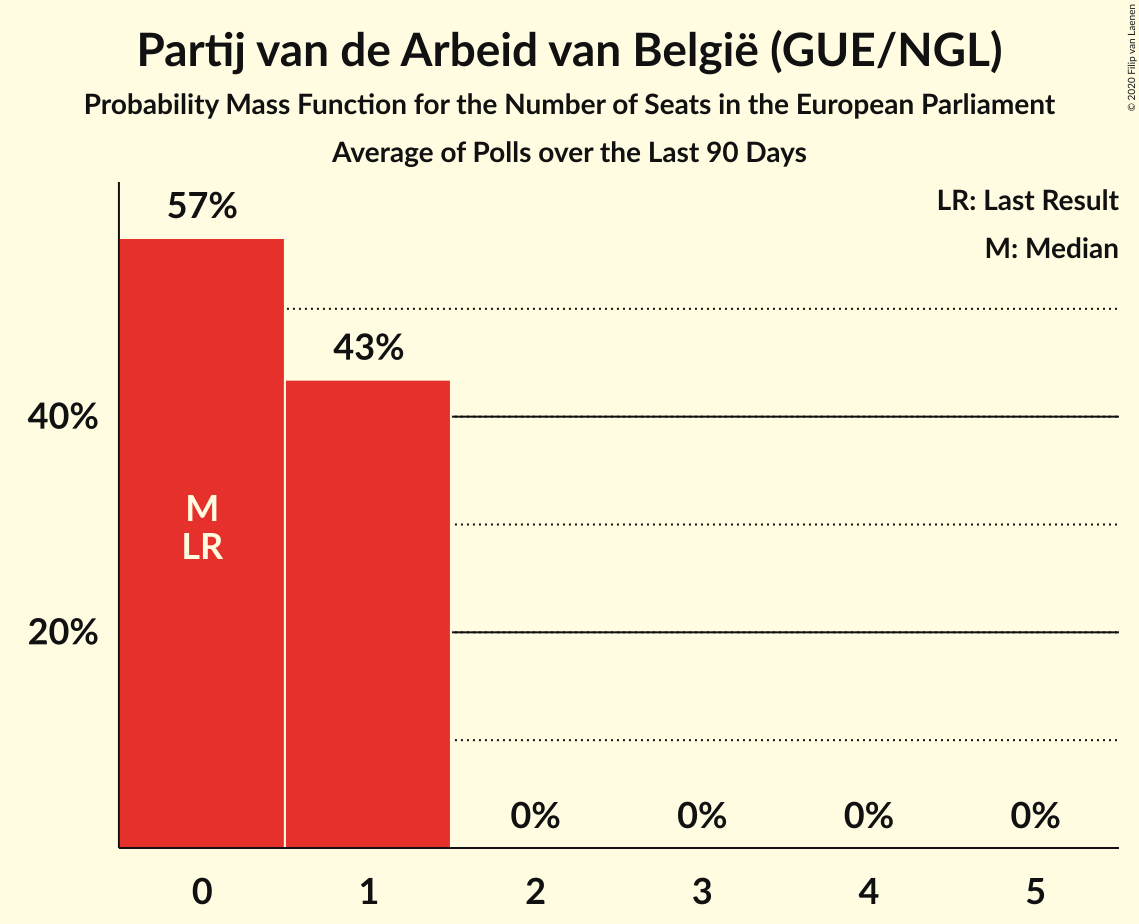 Partij van de Arbeid van België (GUE/NGL)
Probability Mass Function for the Number of Seats in the European Parliament
Average of Polls over the Last 90 Days
© 2020 Filip van Laenen
LR: Last Result
M: Median
57%
43%
40%
20%
M
LR
0%
0%
0%
0%
0
1
2
3
4
5